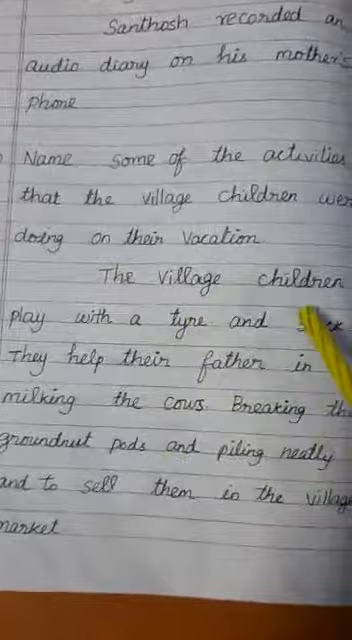 Santhosh recorded an
audio diary on his mother's
phone
Name some of the activities
that the village children wer
doing on their vacation
The village children
play with a tyre and
They help their father in
milking the cows. Breaking th
groundnut pods and piling neatly
and to sell them in the village
market